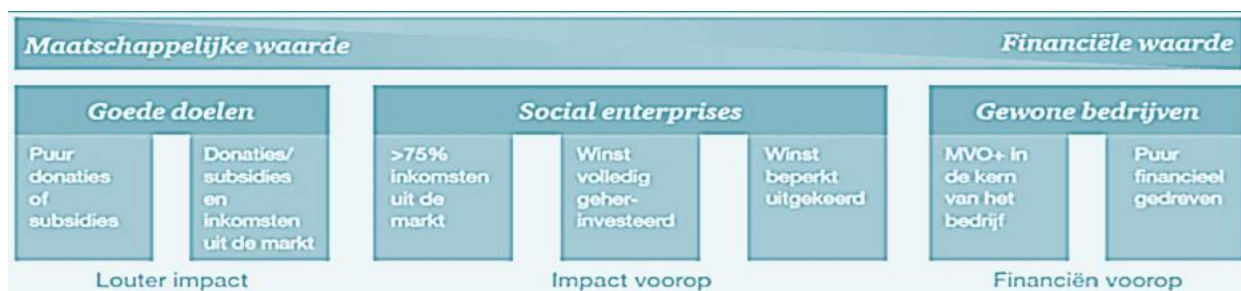 Maatschappelijke waarde
Financiële waarde
Goede doelen
Social enterprises
Gewone bedrijven
Puur
donaties
of
subsidies
Donaties/
subsidies
en
inkomsten
uit de markt
>75%
inkomsten
uit de
markt
Winst
volledig
geher-
investeerd
Winst
beperkt
uitgekeerd
MVO+ in
de kern
van het
bedrijf
Puur
financieel
gedreven
Louter impact
Impact voorop
Financiën voorop